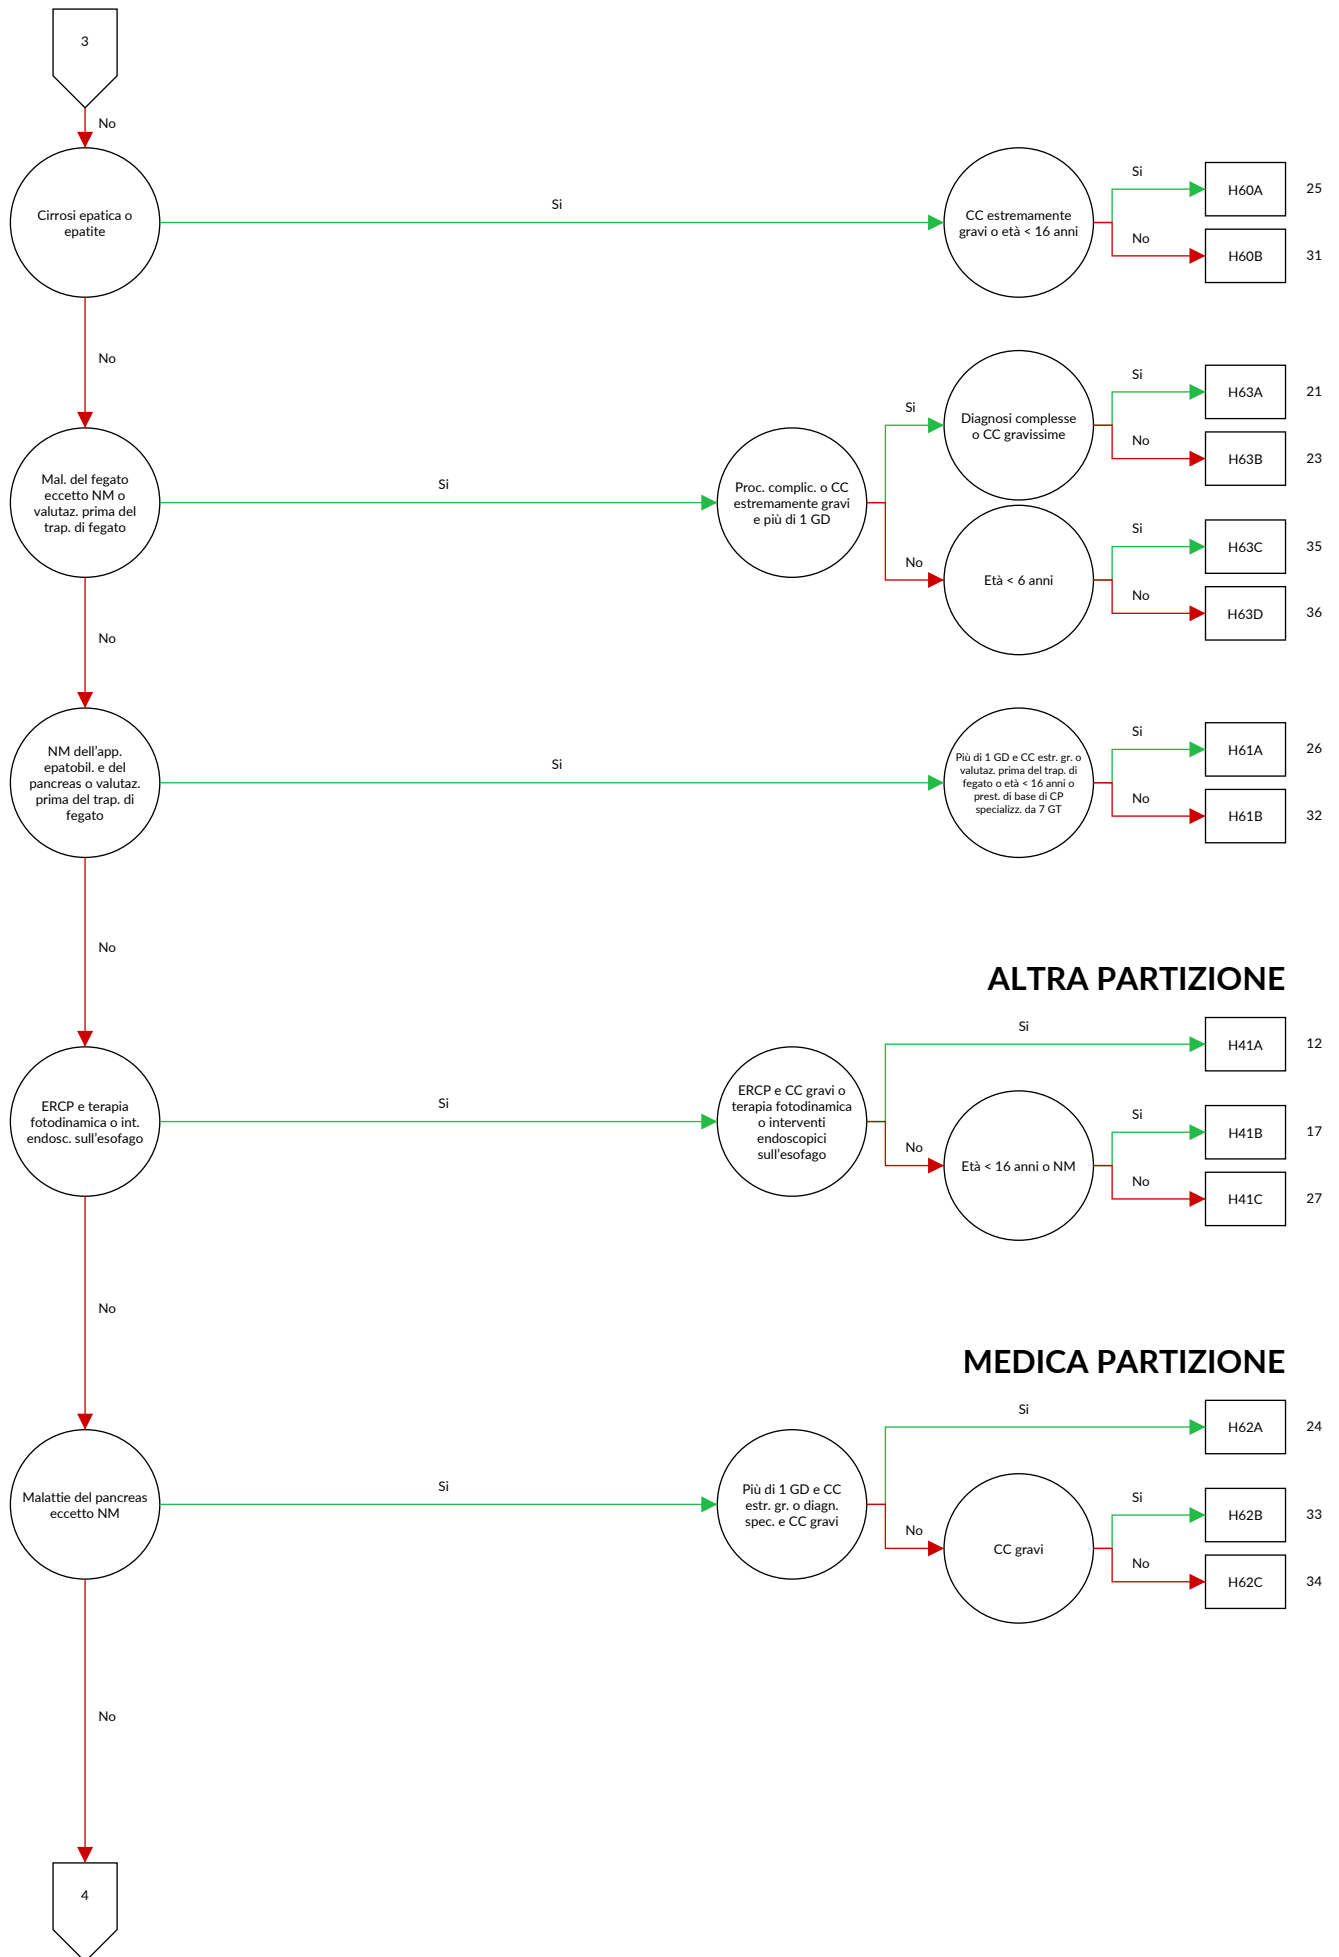 3
No
Cirrosi epatica o
epatite
Si
CC estremamente
gravi o età < 16 anni
Si
H60A
25
No
H60B
31
No
Mal. del fegato
eccetto NM o
valutaz. prima del
trap. di fegato
Si
Proc. complic. o CC
estremamente gravi
e più di 1 GD
Si
Diagnosi complesse
o CC gravissime
Si
H63A
21
No
H63B
23
No
Età < 6 anni
Si
H63C
35
No
H63D
36
No
NM dell'app.
epatobil. e del
pancreas o valutaz.
prima del trap. di
fegato
Si
Più di 1 GD e CC estr. gr. o
valutaz. prima del trap. di
fegato o età < 16 anni o
prest. di base di CP
specializz. da 7 GT
Si
H61A
26
No
H61B
32
No
ALTRA PARTIZIONE
ERCP e terapia
fotodinamica o int.
endosc. sull'esofago
Si
ERCP e CC gravi o
terapia fotodinamica
o interventi
endoscopici
sull'esofago
Si
H41A
12
No
Età < 16 anni o NM
Si
H41B
17
No
H41C
27
No
MEDICA PARTIZIONE
Malattie del pancreas
eccetto NM
Si
Più di 1 GD e CC
estr. gr. o diagn.
spec. e CC gravi
Si
H62A
24
No
CC gravi
Si
H62B
33
No
H62C
34
No
4